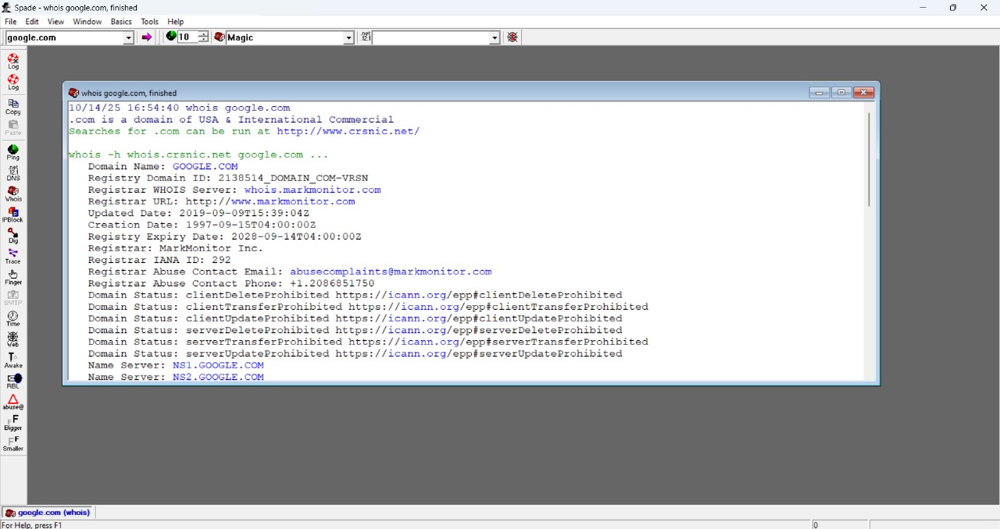 Spade - whois google.com, finished
File Edit View Window Basics Tools Help
google.com 10 Magic .net 12.1
Log
Log
Copy
Paste
Ping
.net 12.1
DNS
Whois
IPBlock
Dig
Trace
Finger
SMTP
Time
Web
Awake
RBL
abuse@
Bigger
Smaller
whois google.com, finished
10/14/25 16:54:40 whois google.com
.com is a domain of USA & International Commercial
Searches for .com can be run at http://www.crsnic.net/
whois -h whois.crsnic.net google.com ...
Domain Name: GOOGLE.COM
Registry Domain ID: 2138514_DOMAIN_COM-VRSN
Registrar WHOIS Server: whois.markmonitor.com
Registrar URL: http://www.markmonitor.com
Updated Date: 2019-09-09T15:39:04Z
Creation Date: 1997-09-15T04:00:00Z
Registry Expiry Date: 2028-09-14T04:00:00Z
Registrar: MarkMonitor Inc.
Registrar IANA ID: 292
Registrar Abuse Contact Email: abusecomplaints@markmonitor.com
Registrar Abuse Contact Phone: +1.2086851750
Domain Status: clientDeleteProhibited https://icann.org/epp#clientDeleteProhibited
Domain Status: clientTransferProhibited https://icann.org/epp#clientTransferProhibited
Domain Status: clientUpdateProhibited https://icann.org/epp#clientUpdateProhibited
Domain Status: serverDeleteProhibited https://icann.org/epp#serverDeleteProhibited
Domain Status: serverTransferProhibited https://icann.org/epp#serverTransferProhibited
Domain Status: serverUpdateProhibited https://icann.org/epp#serverUpdateProhibited
Name Server: NS1.GOOGLE.COM
Name Server: NS2.GOOGLE.COM
google.com (whois)
For Help, press F1
0